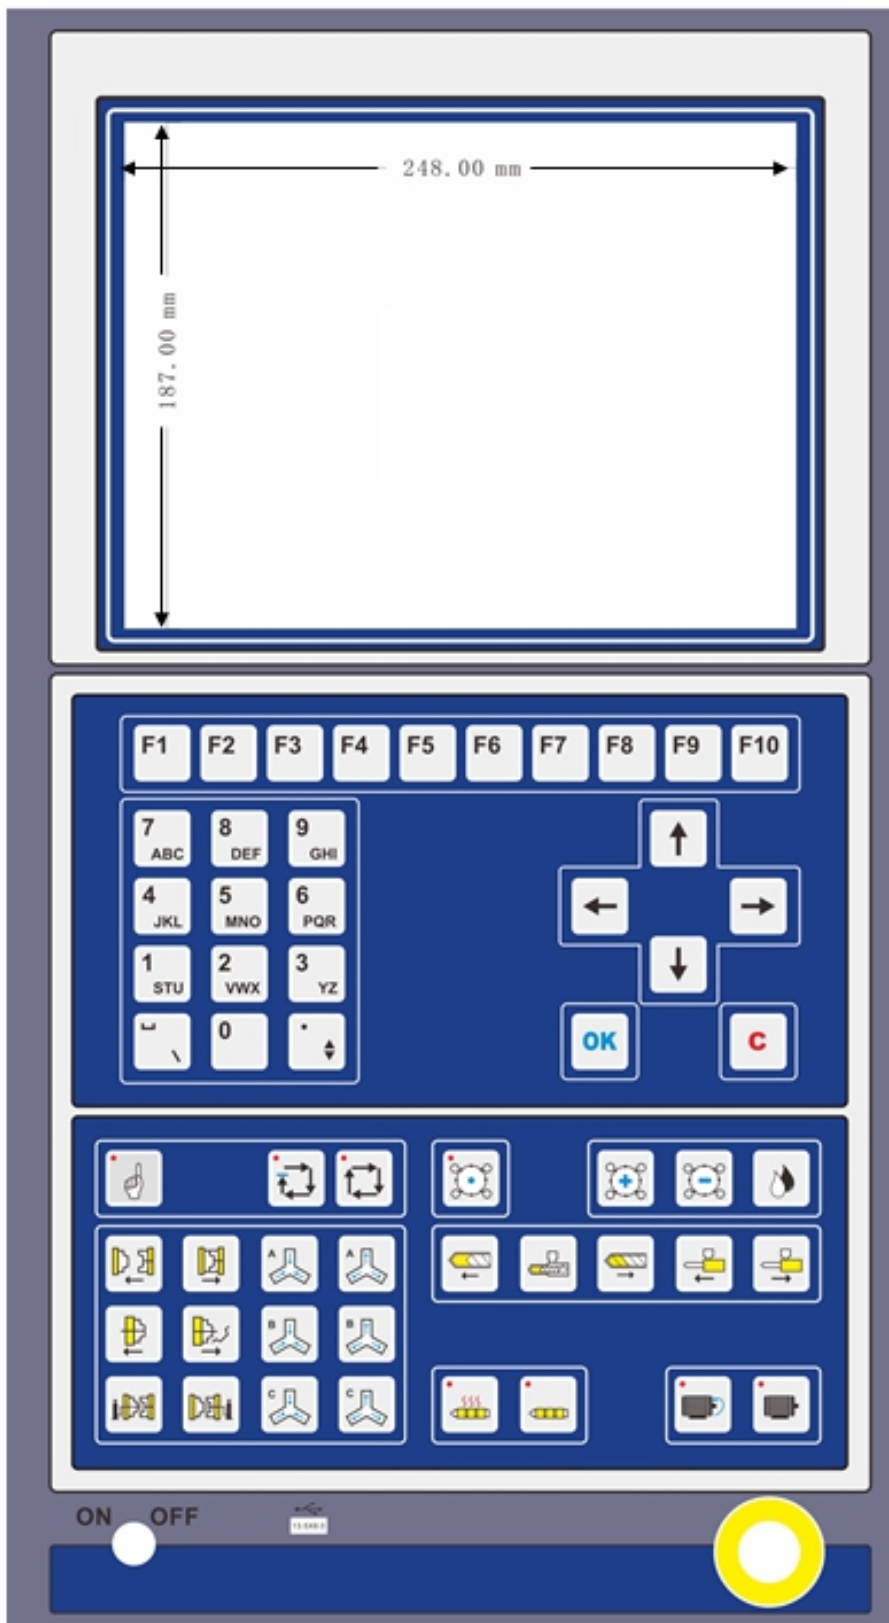 248.00 mm
187.00 mm
F1 F2 F3 F4 F5 F6 F7 F8 F9 F10
7 ABC 8 DEF 9 GHI
4 JKL 5 MNO 6 PQR
1 STU 2 VWX 3 YZ
0 .
OK C
A A
B B
C C
ON OFF